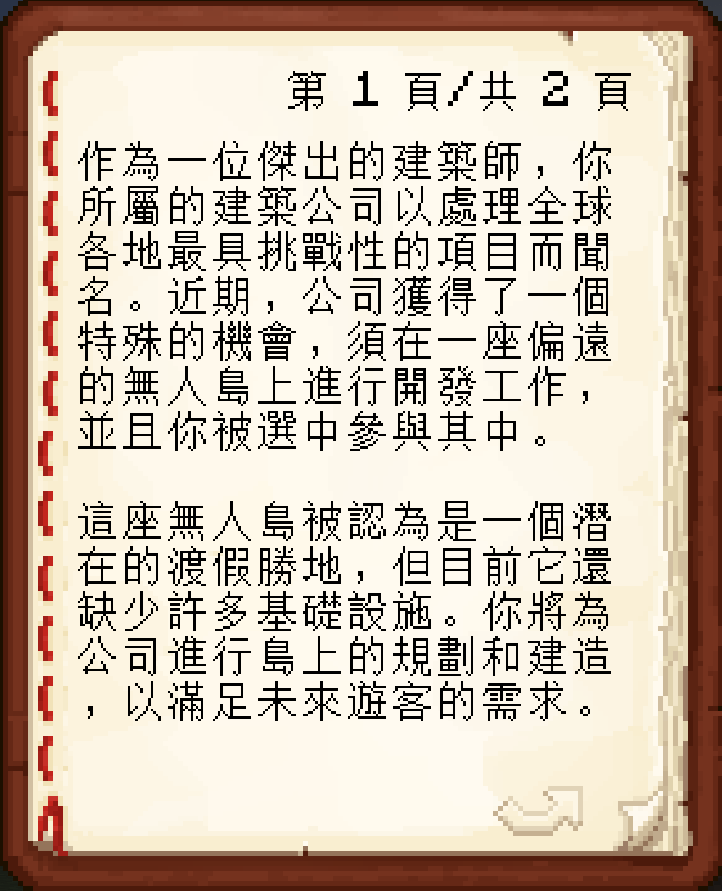 第 1 頁/共 2 頁
作為一位傑出的建築師，你
所屬的建築公司以處理全球
各地最具挑戰性的項目而聞
名。近期，公司獲得了一個
特殊的機會，須在一座偏遠
的無人島上進行開發工作，
並且你被選中參與其中。
這座無人島被認為是一個潛
在的渡假勝地，但目前它還
缺少許多基礎設施。你將為
公司進行島上的規劃和建造
，以滿足未來遊客的需求。